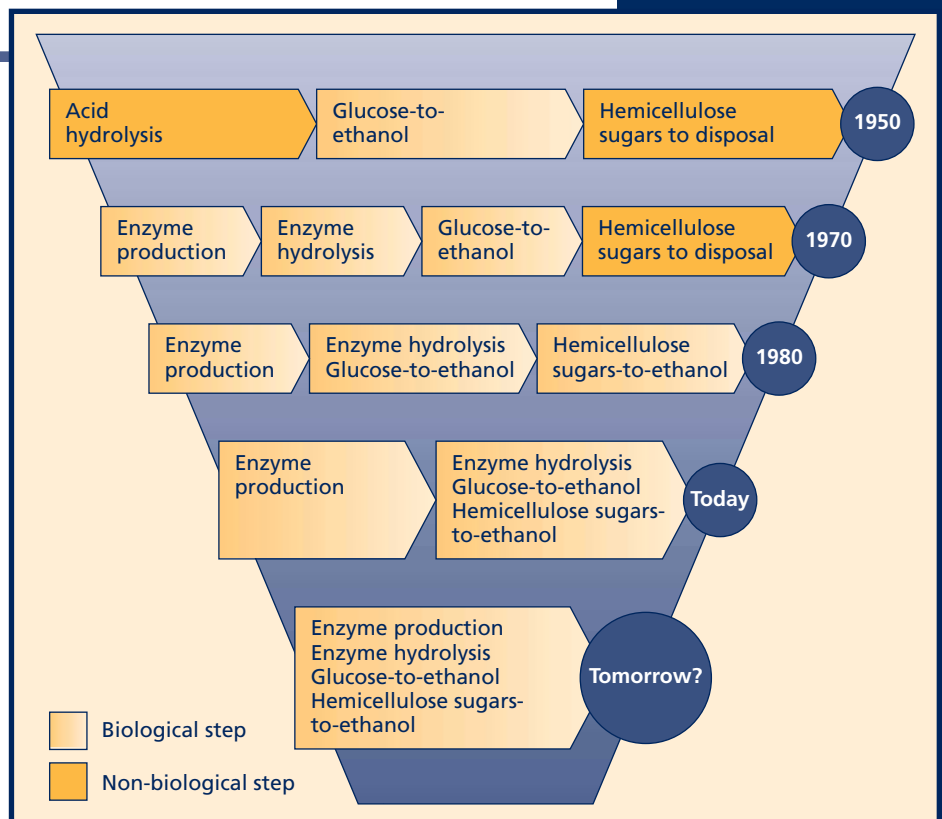 Acid
hydrolysis
Glucose-to-
ethanol
Hemicellulose
sugars to disposal
1950
Enzyme
production
Enzyme
hydrolysis
Glucose-to-
ethanol
Hemicellulose
sugars to disposal
1970
Enzyme
production
Enzyme hydrolysis
Glucose-to-ethanol
Hemicellulose
sugars-to-ethanol
1980
Enzyme
production
Enzyme hydrolysis
Glucose-to-ethanol
Hemicellulose sugars-
to-ethanol
Today
Enzyme production
Enzyme hydrolysis
Glucose-to-ethanol
Hemicellulose sugars-
to-ethanol
Tomorrow?
Biological step
Non-biological step